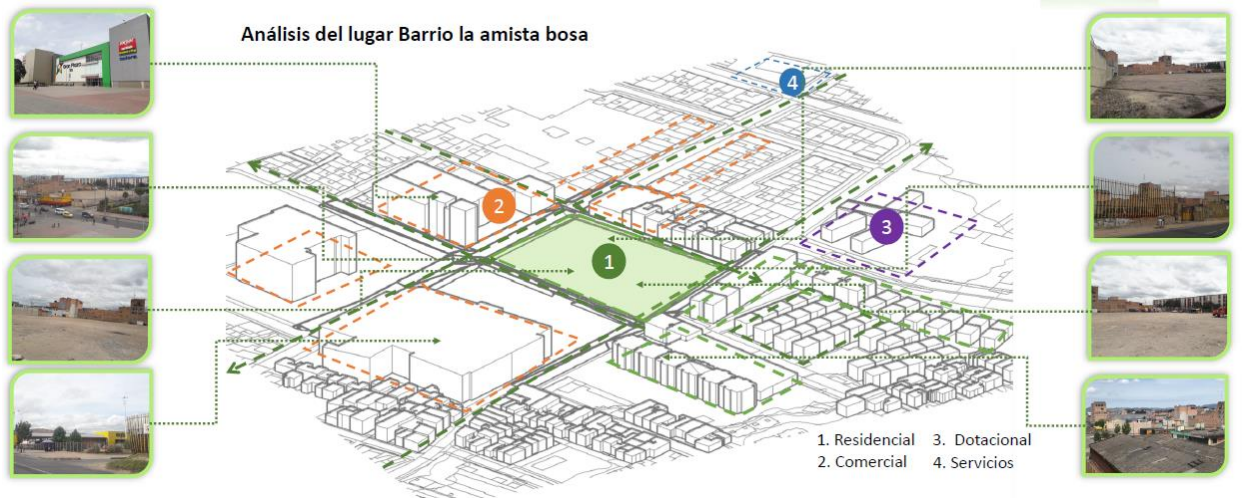 Análisis del lugar Barrio la amista bosa
4
2
3
1
1. Residencial 3. Dotacional
2. Comercial 4. Servicios